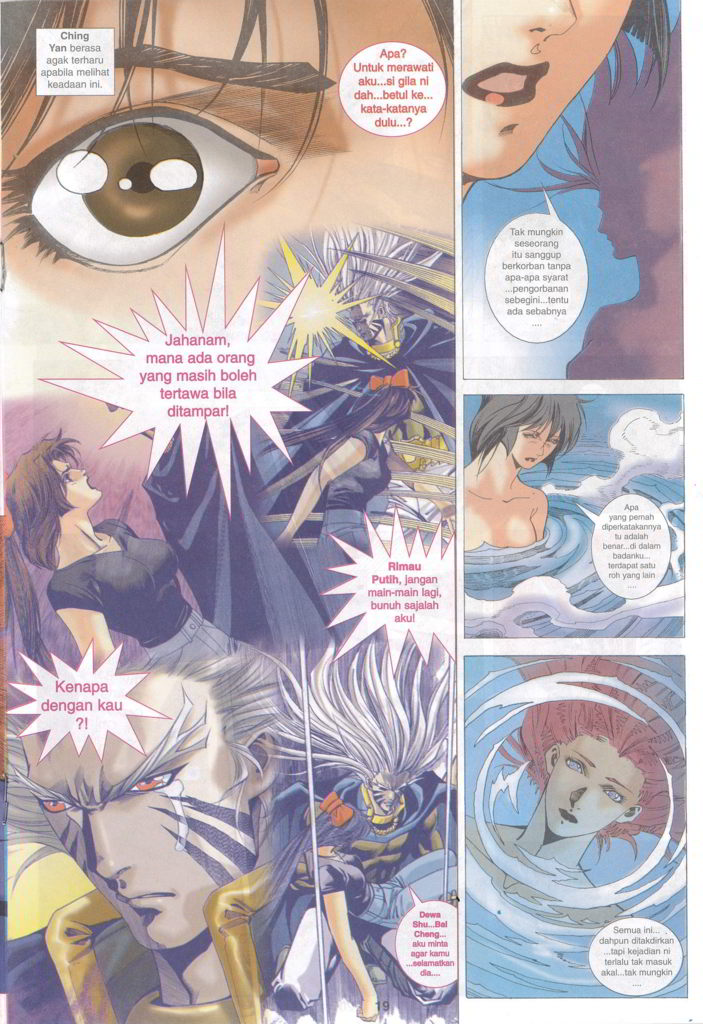 Ching
Yan berasa
agak terharu
apabila melihat
keadaan ini.
Apa?
Untuk merawati
aku...si gila ni
dah...betul ke...
kata-katanya
dulu...?
Jahanam,
mana ada orang
yang masih boleh
tertawa bila
ditampar!
Rimau
Putih, jangan
main-main lagi,
bunuh sajalah
aku!
Kenapa
dengan kau
?!
Dewa
Shu...Bai
Cheng...
aku minta
agar kamu
...selamatkan
dia....
Tak mungkin
seseorang
itu sanggup
berkorban tanpa
apa-apa syarat
...pengorbanan
sebegini...tentu
ada sebabnya
....
Apa
yang pernah
diperkatakannya
tu adalah
benar...di dalam
badanku...
terdapat satu
roh yang lain
....
Semua ini...
dahpun ditakdirkan
...tapi kejadian ni
terlalu tak masuk
akal...tak mungkin
....
19